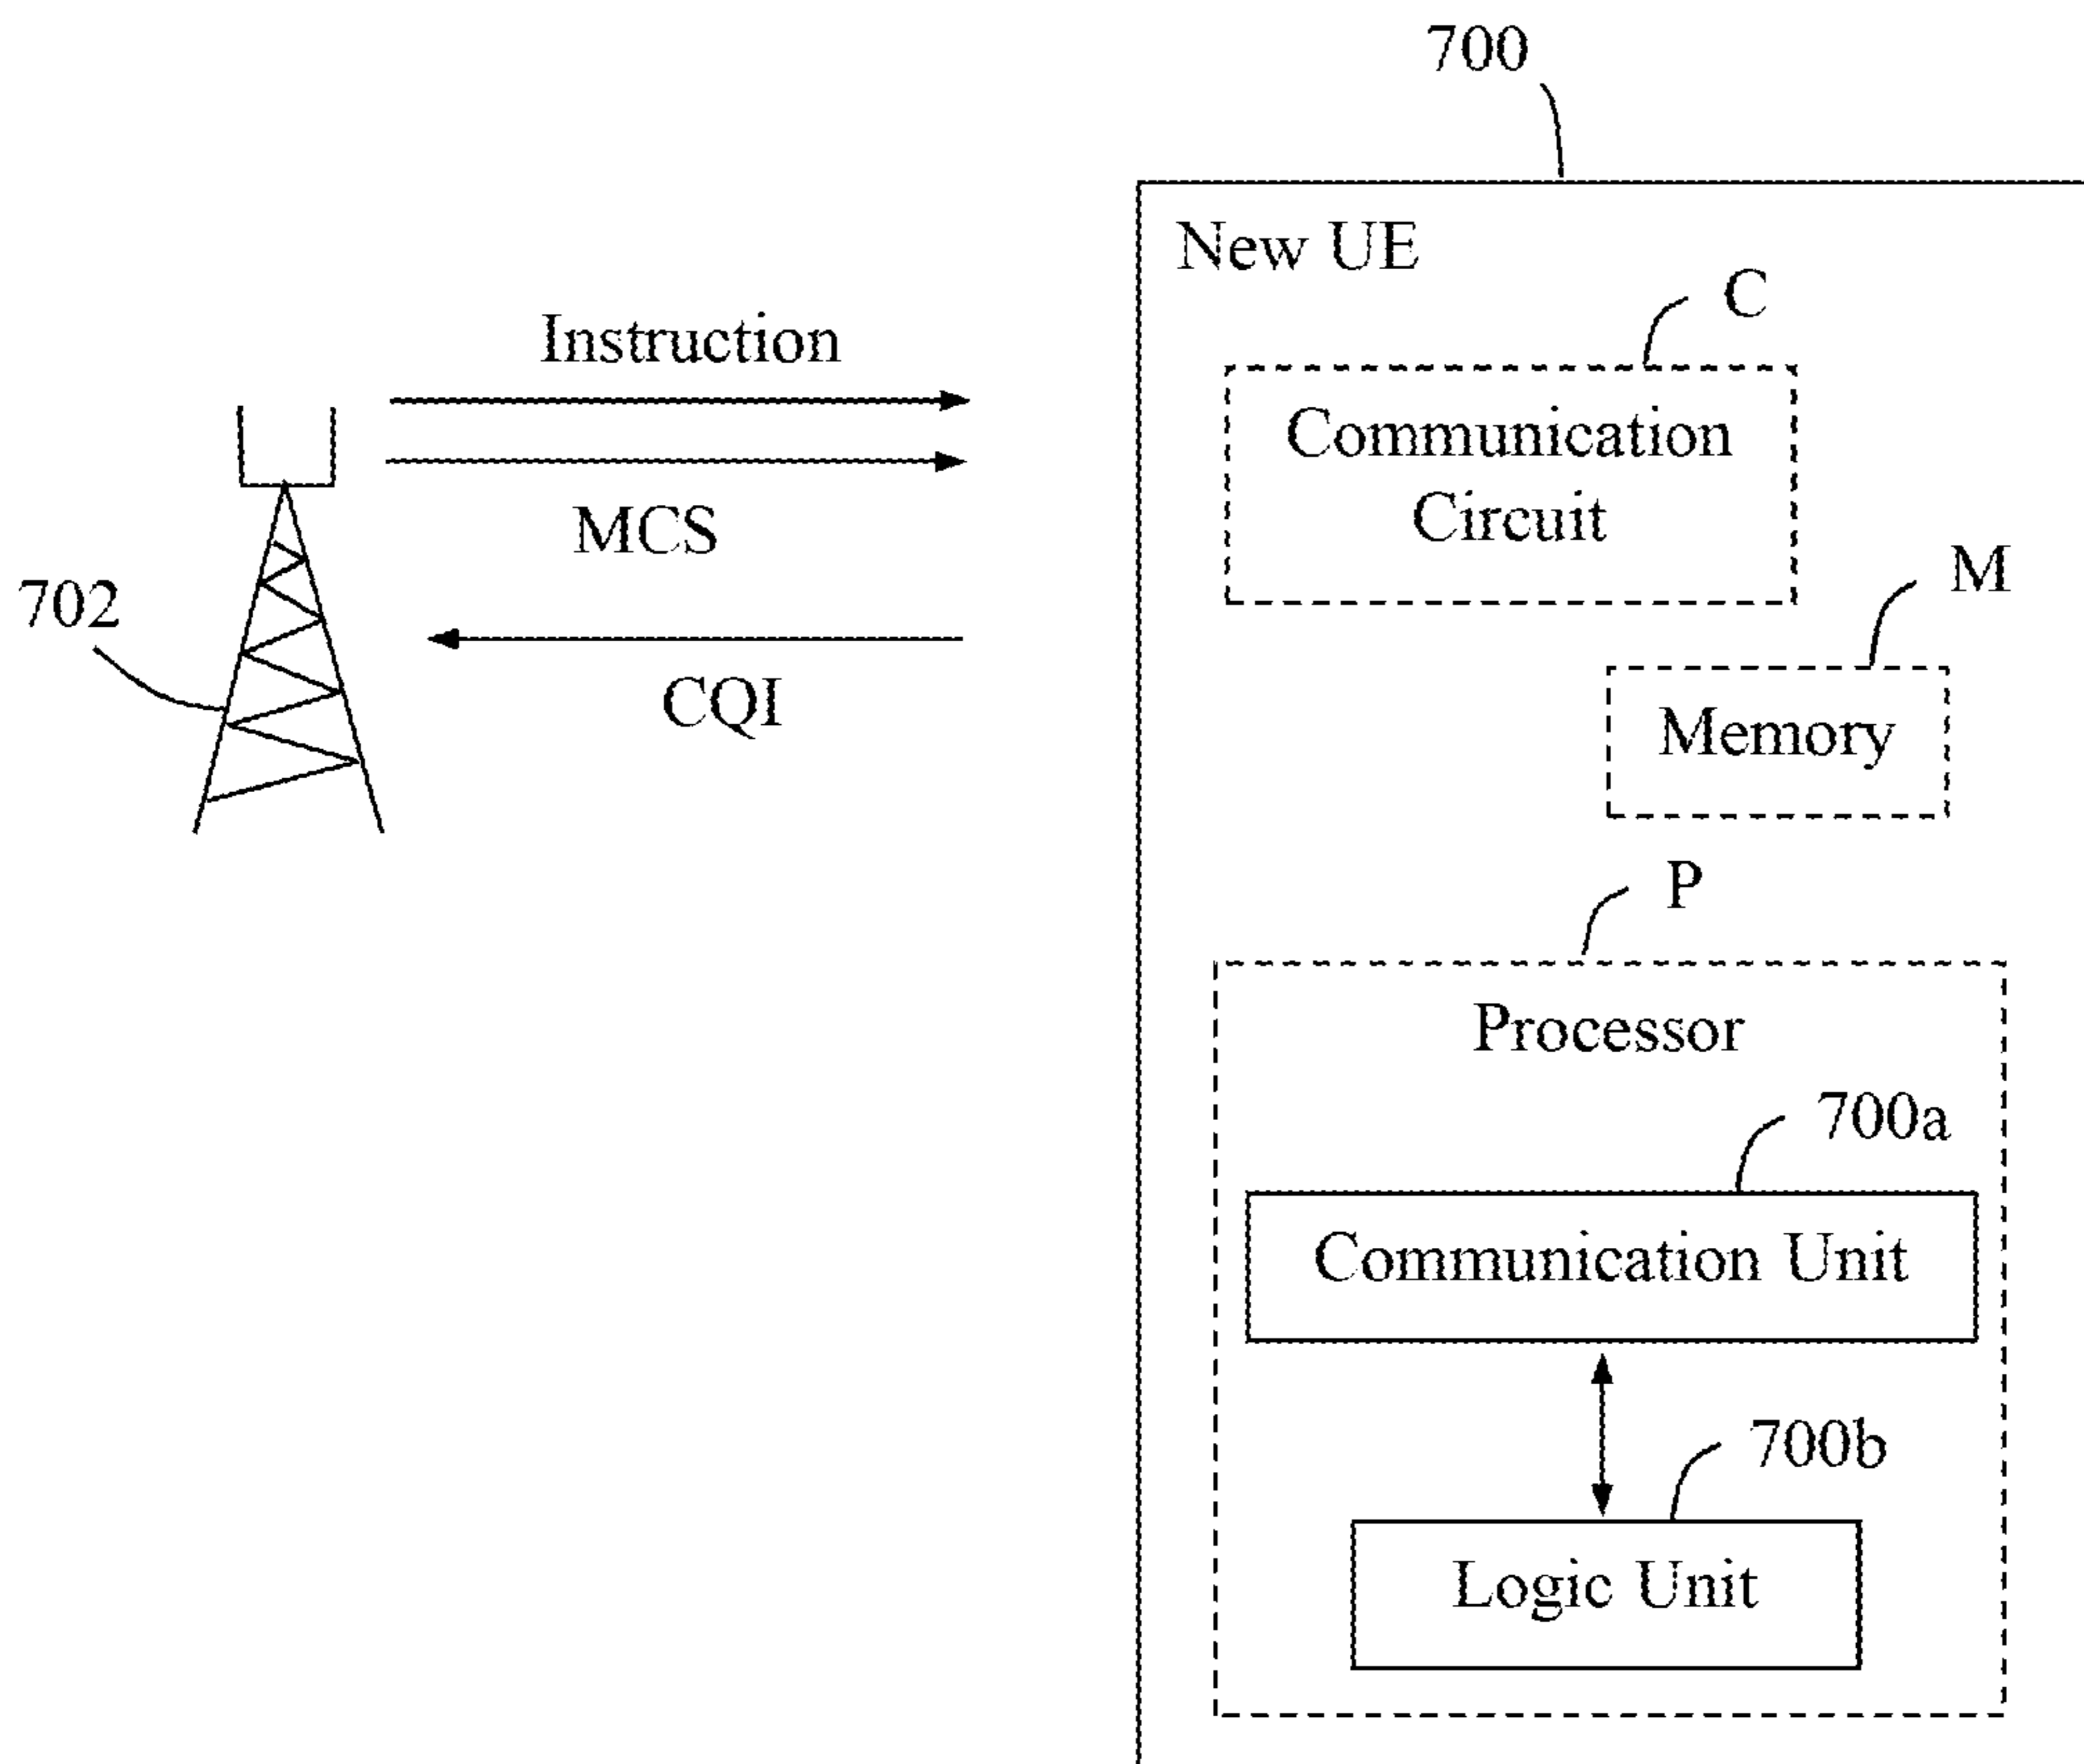 700
New UE
C
Instruction
Communication
Circuit
MCS
M
702
CQI
Memory
P
Processor
700a
Communication Unit
700b
Logic Unit